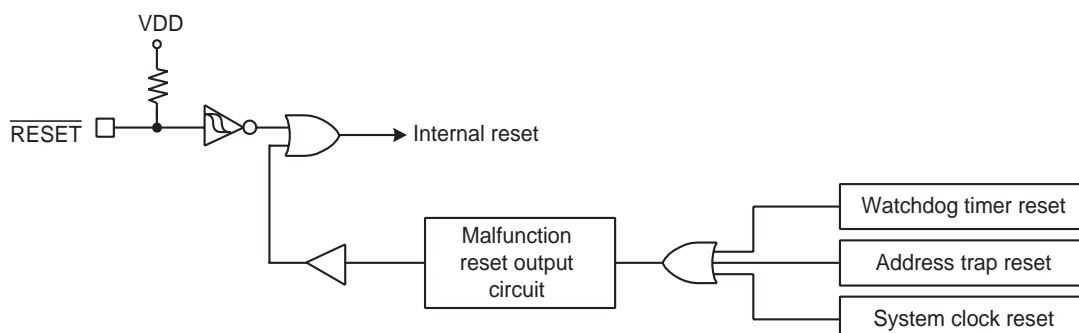 VDD
RESET
Internal reset
Watchdog timer reset
Malfunction
reset output
circuit
Address trap reset
System clock reset